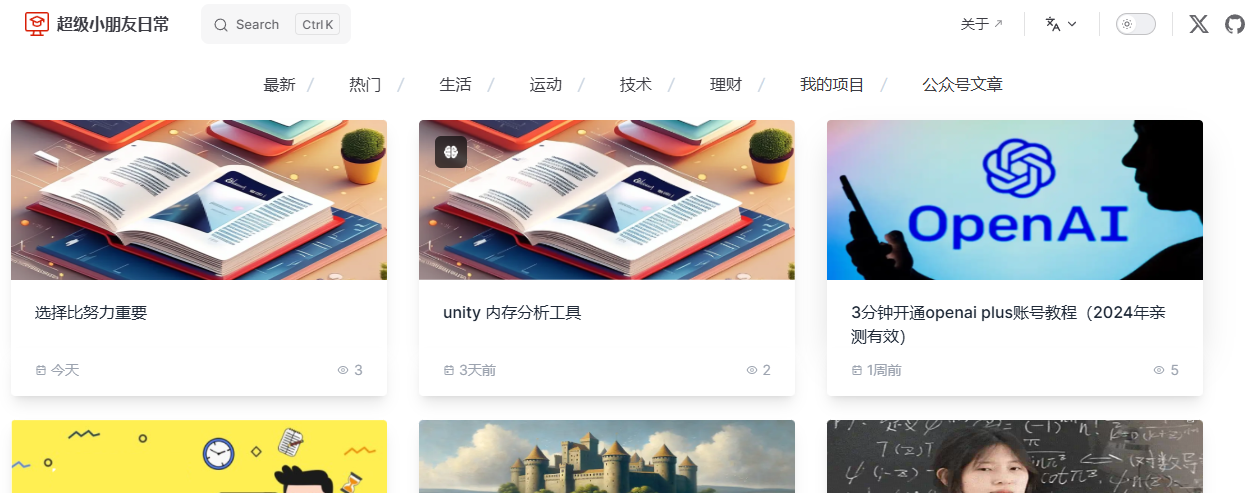 超级小朋友日常
Search Ctrl K
关于
最新 / 热门 / 生活 / 运动 / 技术 / 理财 / 我的项目 / 公众号文章
OpenAI
选择比努力重要
unity 内存分析工具
3分钟开通openai plus账号教程（2024年亲
测有效）
今天 3
3天前 2
1周前 5